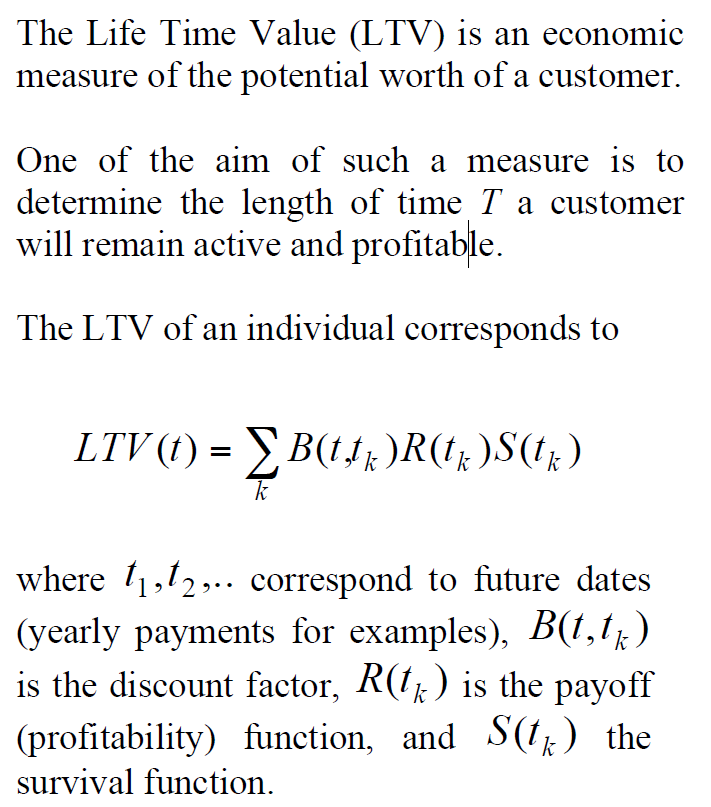 The Life Time Value (LTV) is an economic
measure of the potential worth of a customer.
One of the aim of such a measure is to
determine the length of time T a customer
will remain active and profitable.
The LTV of an individual corresponds to
LTV(t) = ∑ B(t,t_k)R(t_k)S(t_k)
k
where t_1,t_2,.. correspond to future dates
(yearly payments for examples), B(t,t_k)
is the discount factor, R(t_k) is the payoff
(profitability) function, and S(t_k) the
survival function.